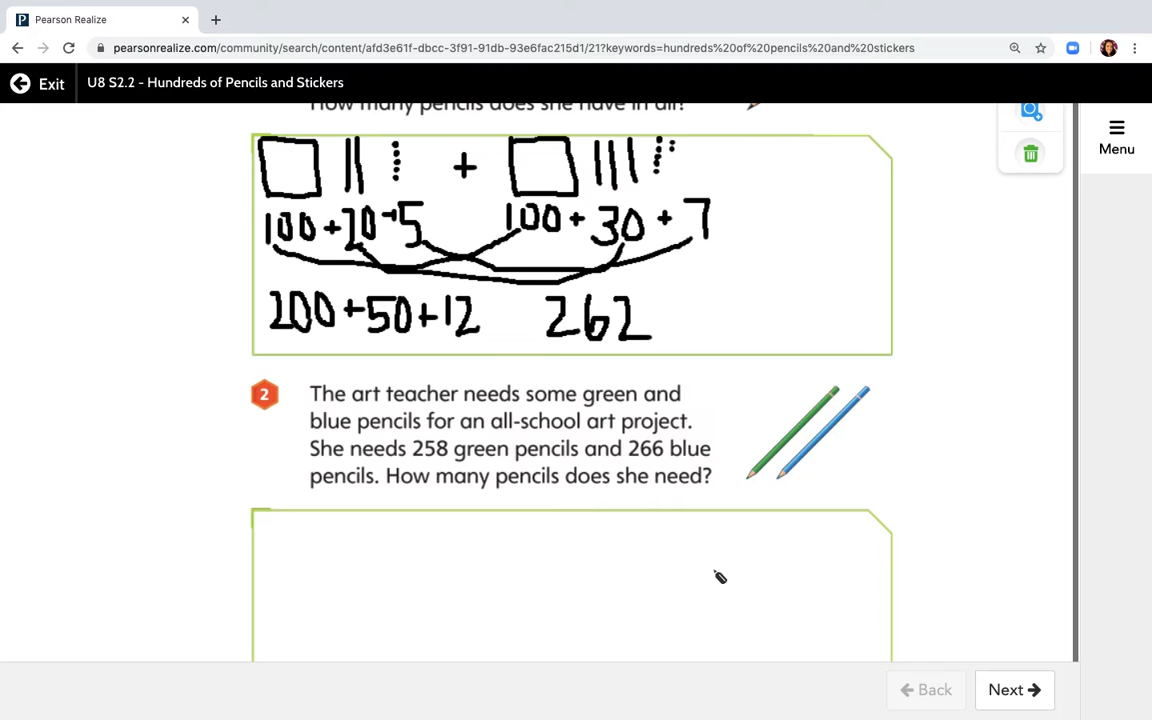 Pearson Realize
pearsonrealize.com/community/search/content/afd3e61f-dbcc-3f91-91db-93e6fac215d1/21?keywords=hundreds%20of%20pencils%20and%20stickers
Exit
U8 S2.2 - Hundreds of Pencils and Stickers
Menu
How many pencils does she have in all?
+
100+20+5 100+30+7
200+50+12 262
2
The art teacher needs some green and
blue pencils for an all-school art project.
She needs 258 green pencils and 266 blue
pencils. How many pencils does she need?
Back
Next